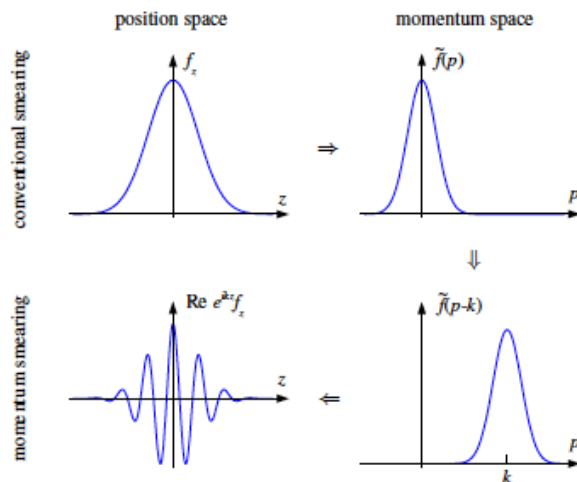 position space
momentum space
conventional smearing
f_z
f̃(p)
⇒
z
p
⇓
momentum smearing
Re e^{ikz} f_z
f̃(p-k)
z
⇐
p
k